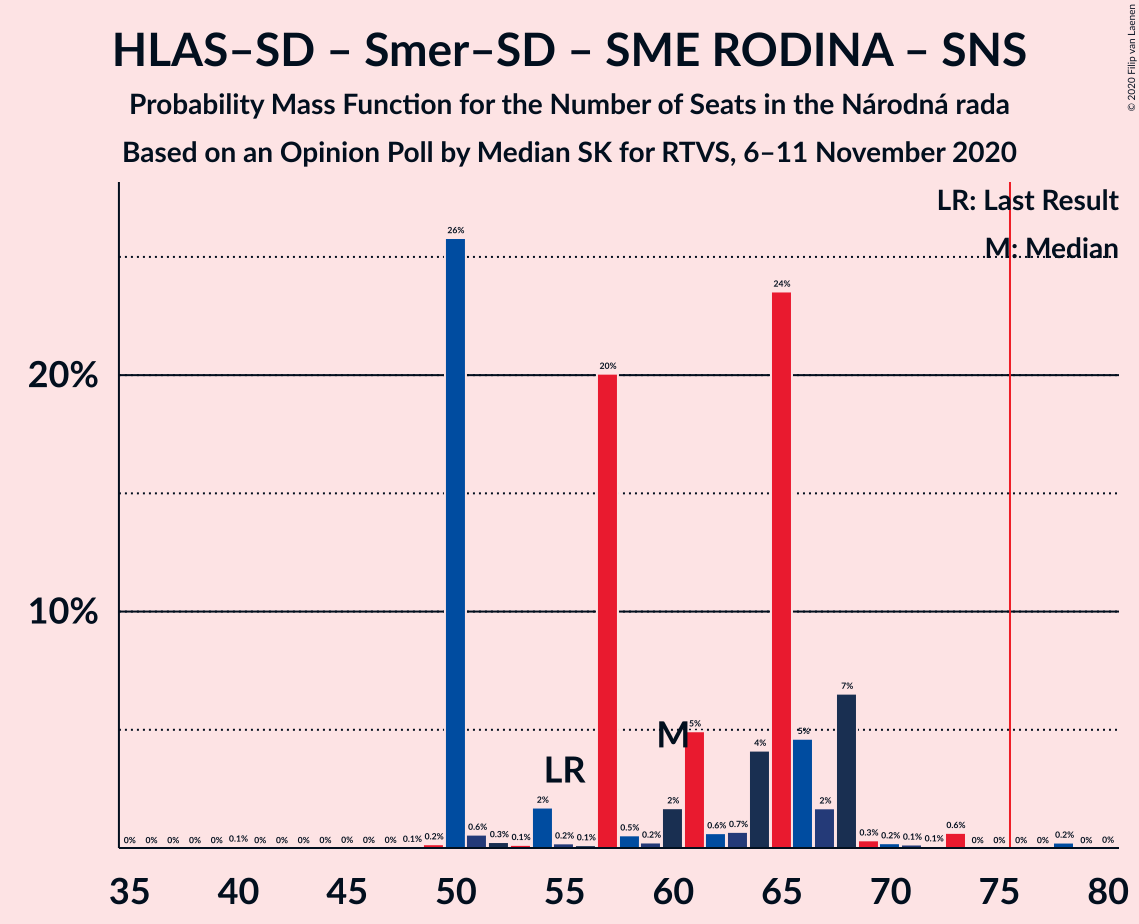 HLAS–SD – Smer–SD – SME RODINA – SNS
Probability Mass Function for the Number of Seats in the Národná rada
Based on an Opinion Poll by Median SK for RTVS, 6–11 November 2020
© 2020 Filip van Laenen
LR: Last Result
M: Median
26%
24%
20%
20%
10%
7%
M
5%
5%
4%
LR
2%
2%
2%
0% 0% 0% 0% 0% 0.1% 0% 0% 0% 0% 0% 0% 0% 0.1% 0.2% 0.6% 0.3% 0.1% 0.2% 0.1% 0.5% 0.2% 0.6% 0.7% 0.3% 0.2% 0.1% 0.1% 0.6% 0% 0% 0% 0% 0.2% 0% 0%
35 40 45 50 55 60 65 70 75 80